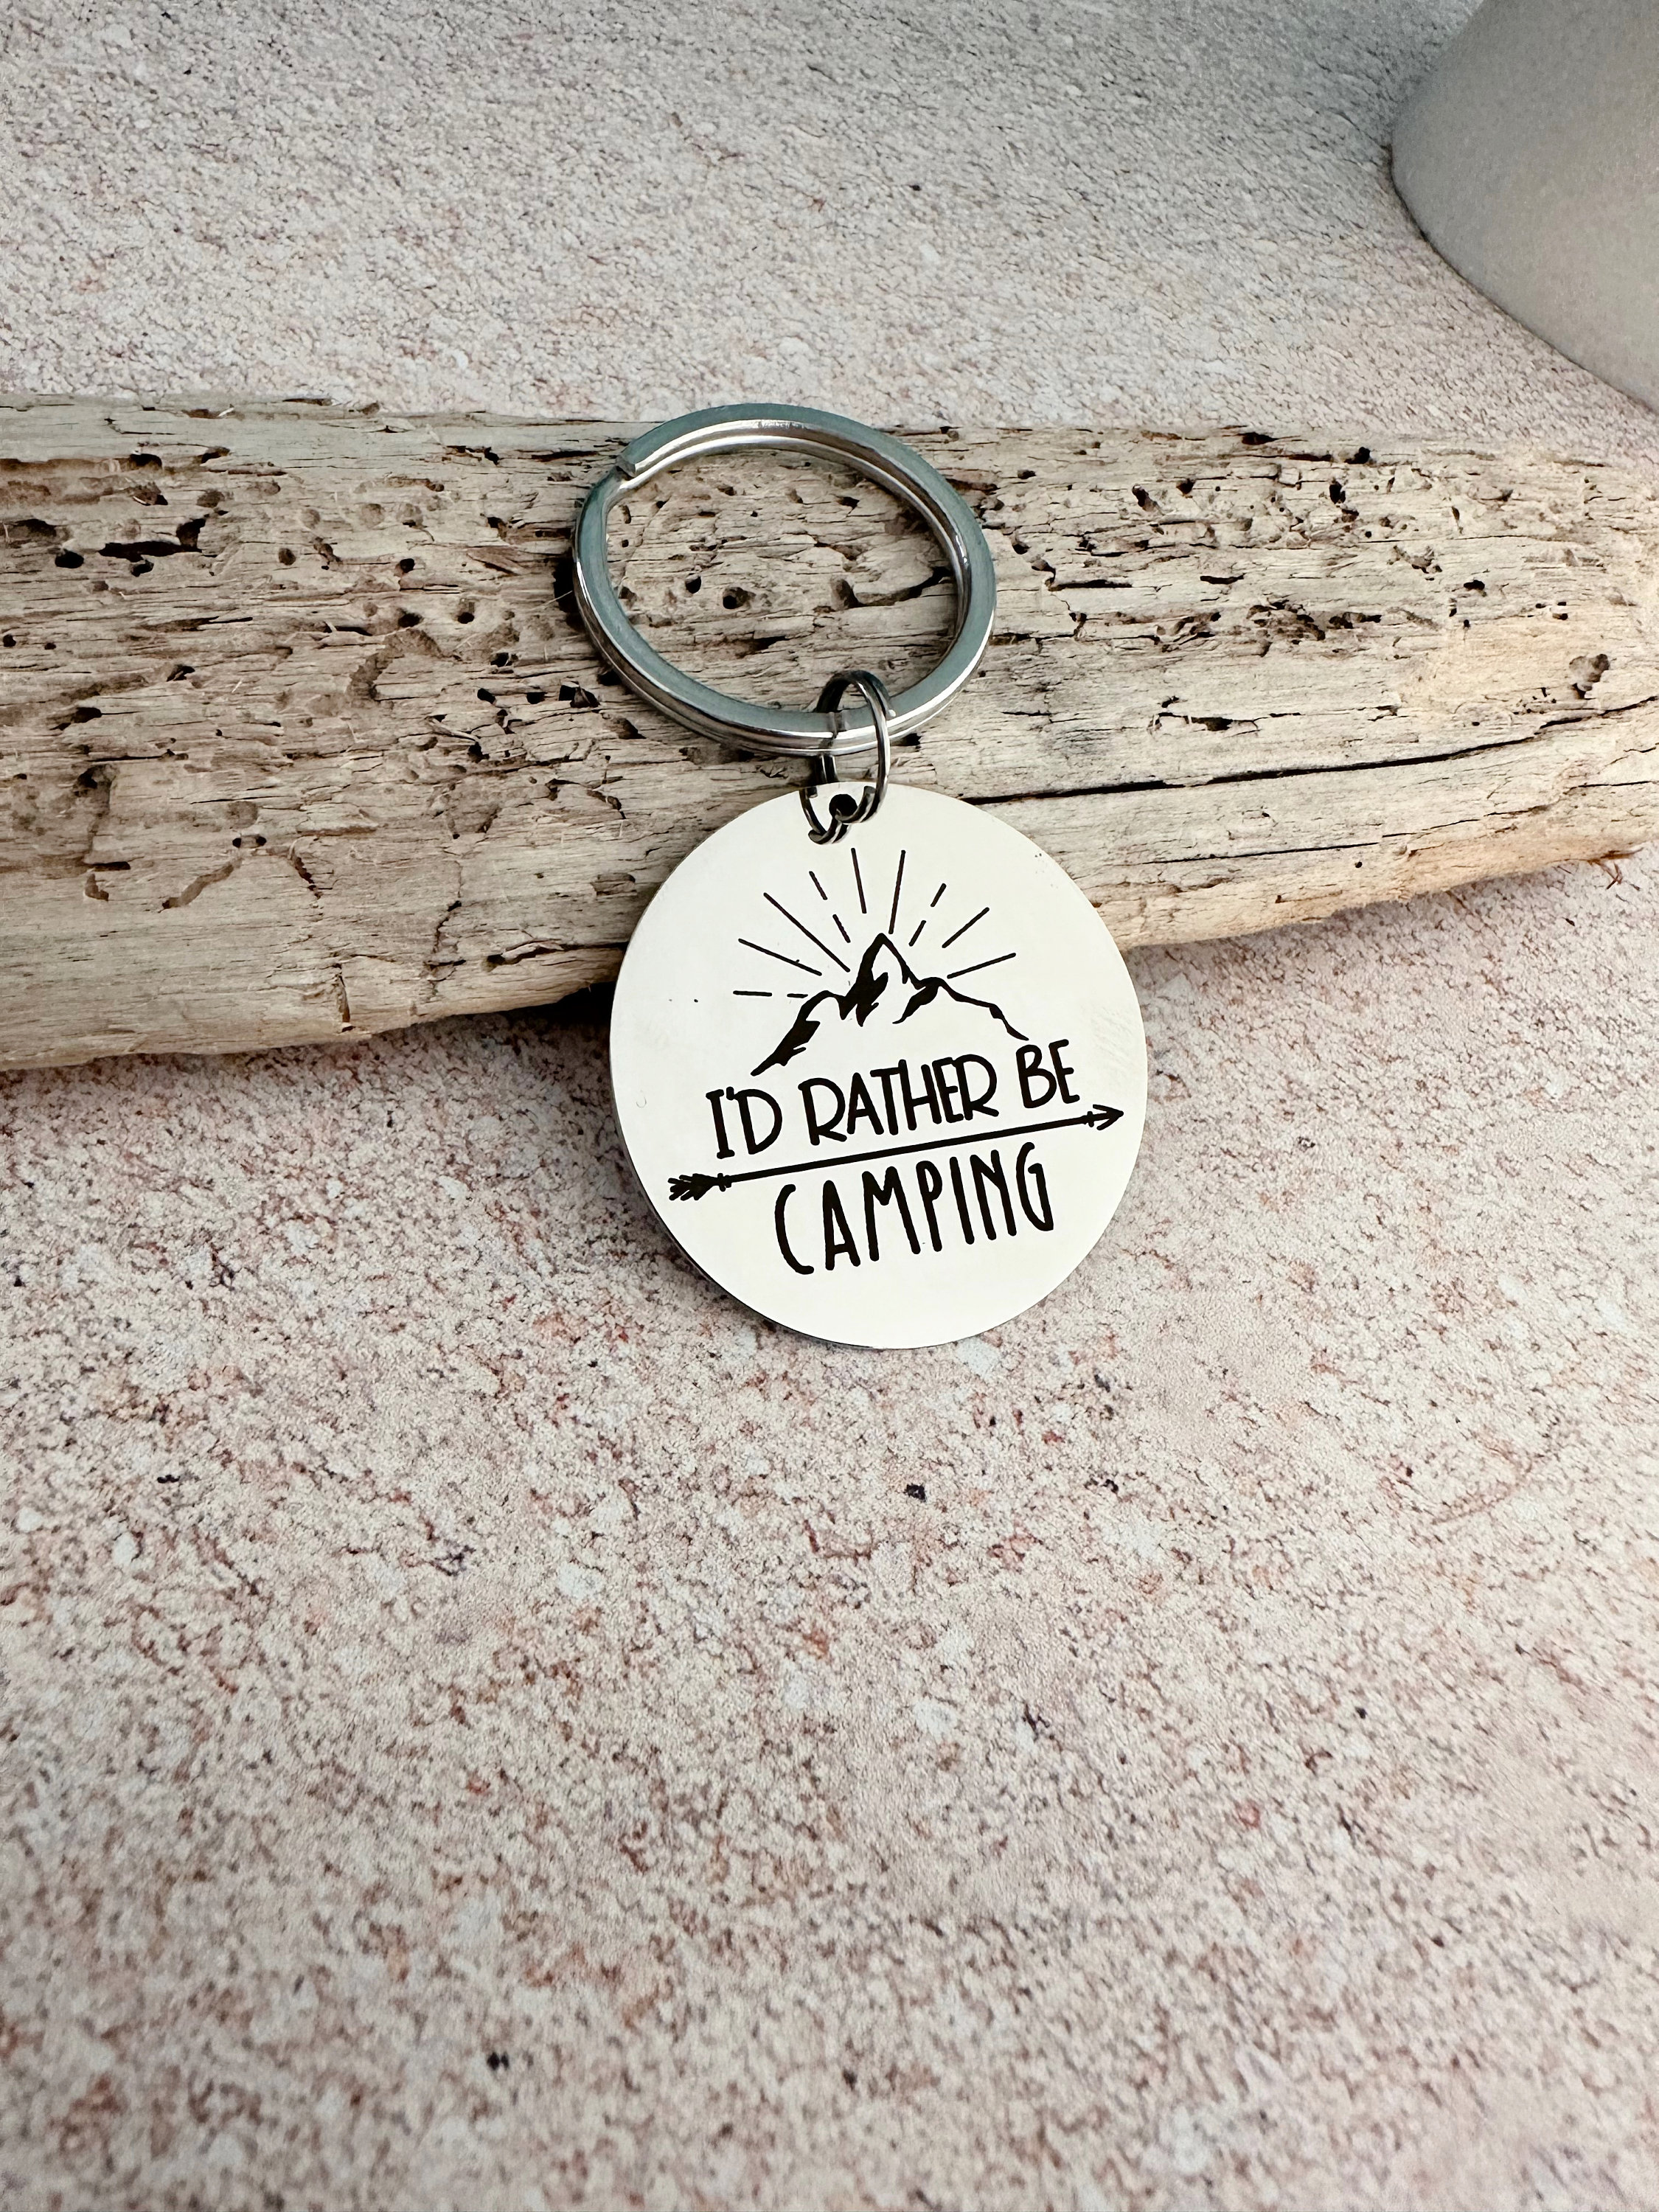 I'D RATHER BE
CAMPING